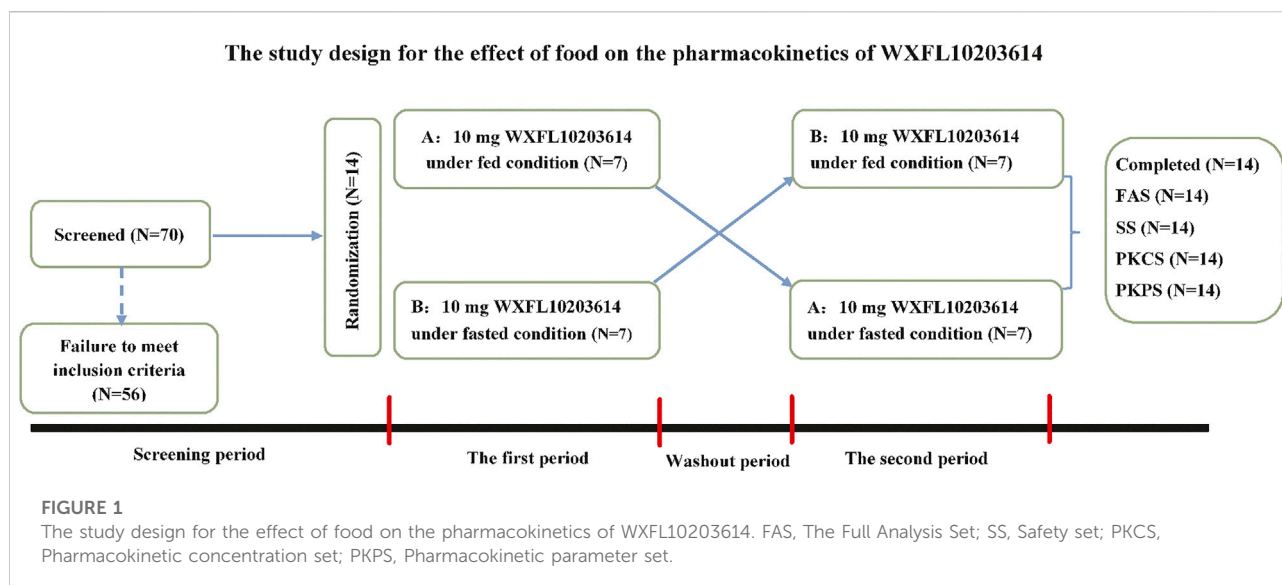 The study design for the effect of food on the pharmacokinetics of WXFL10203614
Screened (N=70)
Failure to meet
inclusion criteria
(N=56)
Randomization (N=14)
A: 10 mg WXFL10203614
under fed condition (N=7)
B: 10 mg WXFL10203614
under fasted condition (N=7)
B: 10 mg WXFL10203614
under fed condition (N=7)
A: 10 mg WXFL10203614
under fasted condition (N=7)
Completed (N=14)
FAS (N=14)
SS (N=14)
PKCS (N=14)
PKPS (N=14)
Screening period
The first period
Washout period
The second period
FIGURE 1
The study design for the effect of food on the pharmacokinetics of WXFL10203614. FAS, The Full Analysis Set; SS, Safety set; PKCS,
Pharmacokinetic concentration set; PKPS, Pharmacokinetic parameter set.